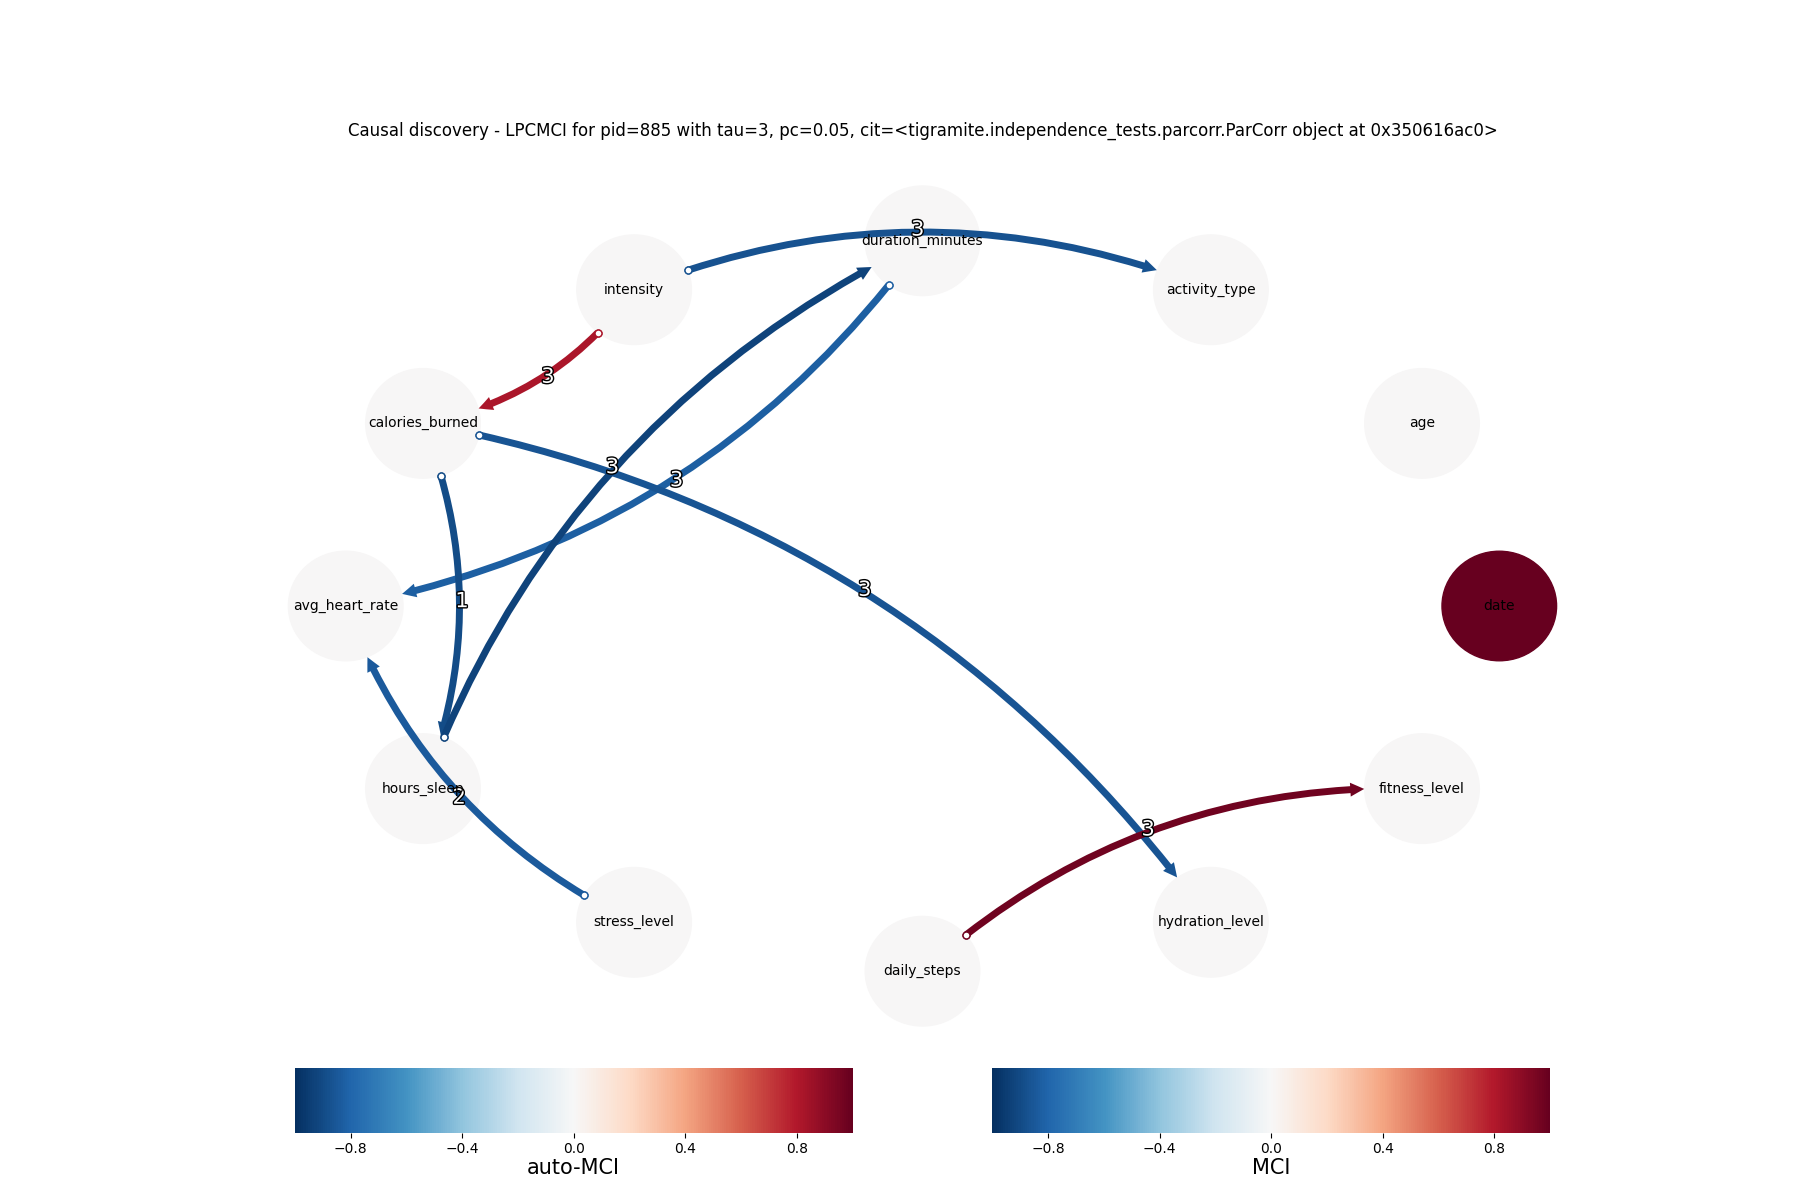 Causal discovery - LPCMCI for pid=885 with tau=3, pc=0.05, cit=<tigramite.independence_tests.parcorr.ParCorr object at 0x350616ac0>
3
duration_minutes
intensity
activity_type
3
calories_burned
age
3
3
3
avg_heart_rate
1
date
hours_sleep
2
fitness_level
3
stress_level
hydration_level
daily_steps
−0.8 −0.4 0.0 0.4 0.8
auto-MCI
−0.8 −0.4 0.0 0.4 0.8
MCI